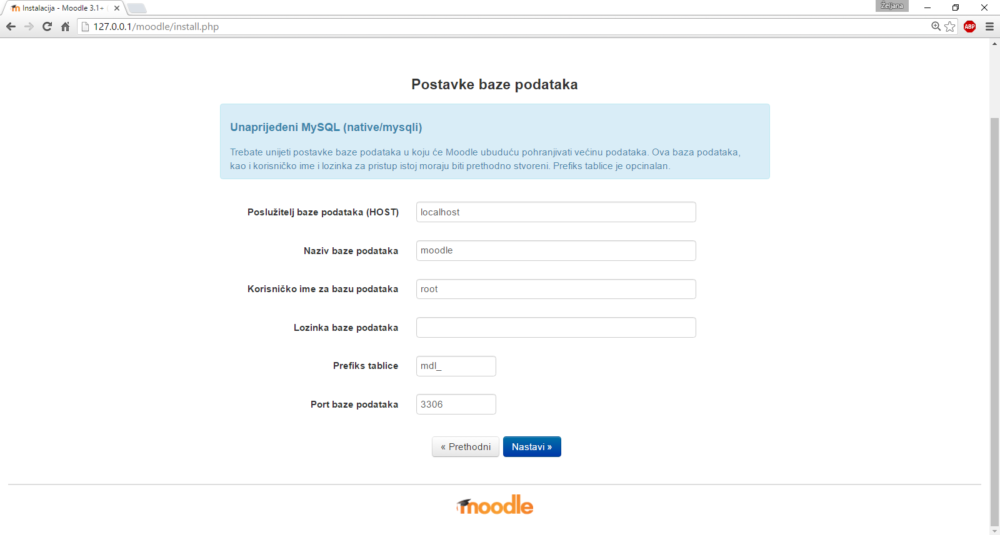 Instalacija - Moodle 3.1+
Željana
127.0.0.1/moodle/install.php
ABP
Postavke baze podataka
Unaprijeđeni MySQL (native/mysqli)
Trebate unijeti postavke baze podataka u koju će Moodle ubuduću pohranjivati većinu podataka. Ova baza podataka,
kao i korisničko ime i lozinka za pristup istoj moraju biti prethodno stvoreni. Prefiks tablice je opcinalan.
Poslužitelj baze podataka (HOST) localhost
Naziv baze podataka moodle
Korisničko ime za bazu podataka root
Lozinka baze podataka
Prefiks tablice mdl_
Port baze podataka 3306
« Prethodni Nastavi »
moodle